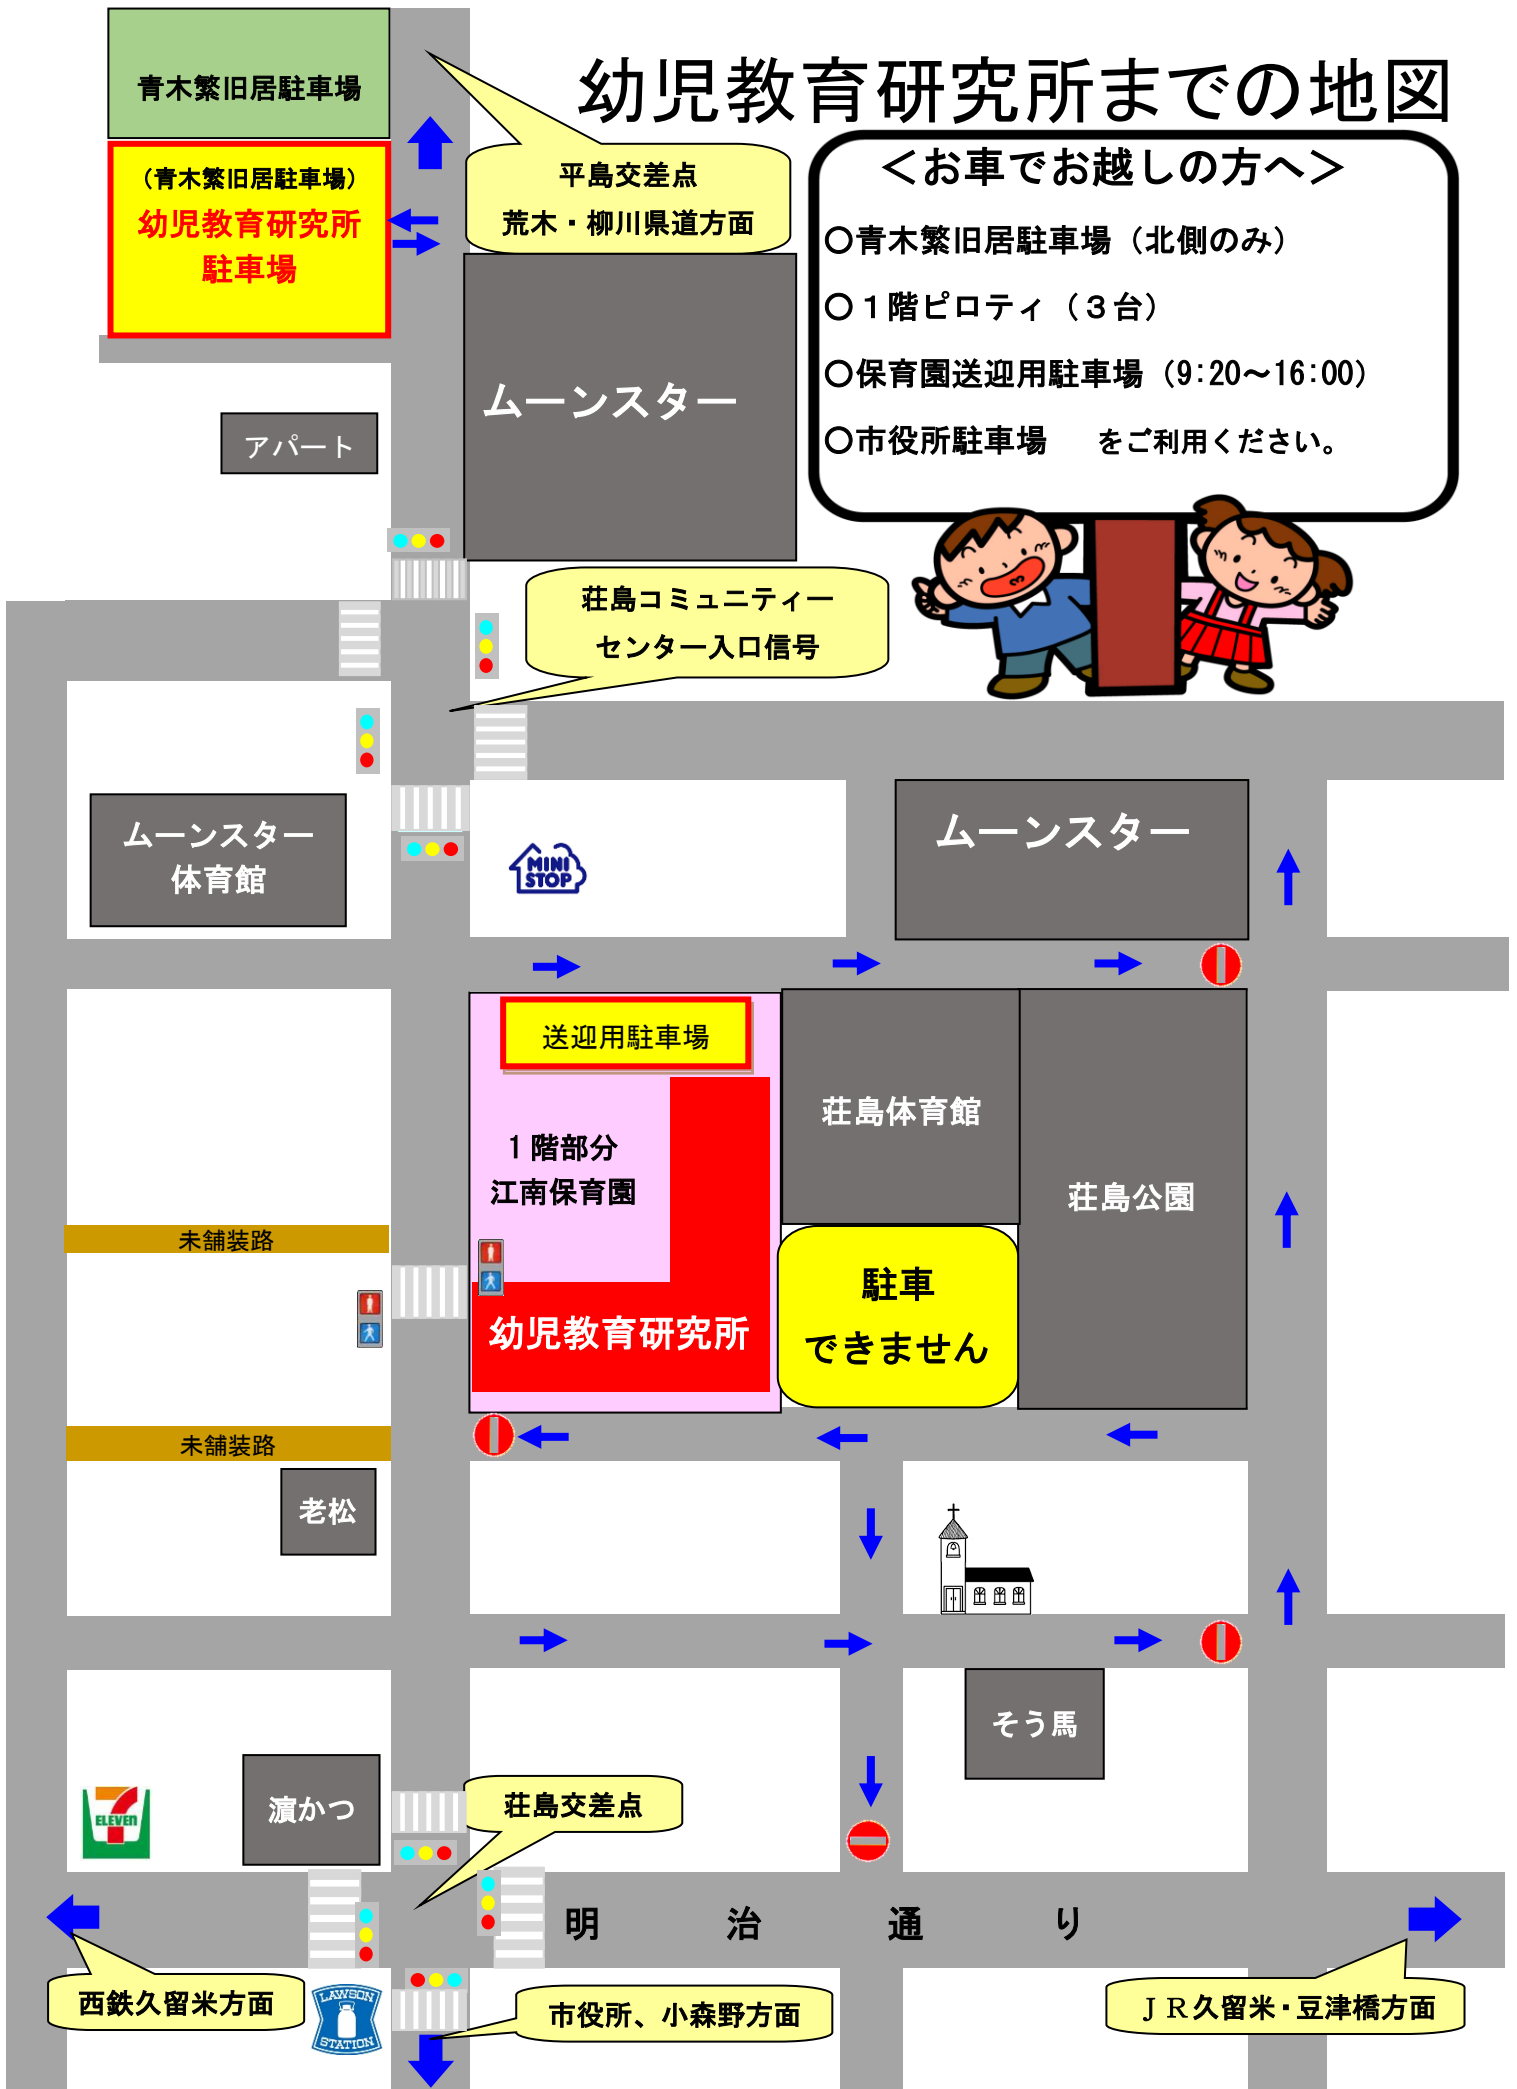 幼児教育研究所までの地図
青木繁旧居駐車場
（青木繁旧居駐車場）
幼児教育研究所
駐車場
平島交差点
荒木・柳川県道方面
＜お車でお越しの方へ＞
〇青木繁旧居駐車場（北側のみ）
〇１階ピロティ（３台）
〇保育園送迎用駐車場（9:20～16:00）
〇市役所駐車場　をご利用ください。
ムーンスター
アパート
荘島コミュニティー
センター入口信号
ムーンスター
体育館
MINI
STOP
ムーンスター
送迎用駐車場
１階部分
江南保育園
荘島体育館
荘島公園
未舗装路
幼児教育研究所
駐車
できません
未舗装路
老松
そう馬
濵かつ
ELEVEN
荘島交差点
明治通り
西鉄久留米方面
LAWSON
STATION
市役所、小森野方面
ＪＲ久留米・豆津橋方面